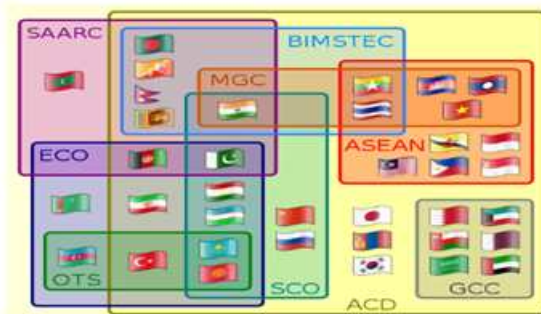 SAARC
BIMSTEC
MGC
ASEAN
ECO
OTS
SCO
GCC
ACD